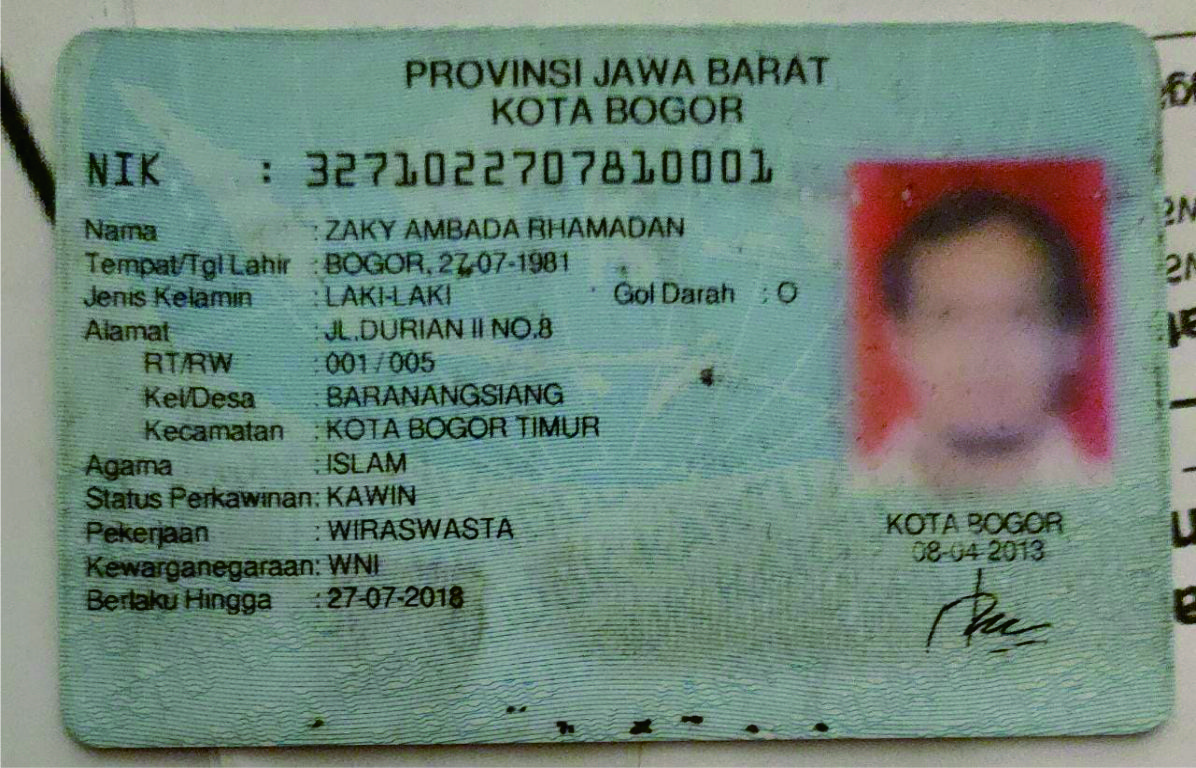 PROVINSI JAWA BARAT
KOTA BOGOR
NIK : 3271022707810001
Nama : ZAKY AMBADA RHAMADAN
Tempat/Tgl Lahir : BOGOR, 27-07-1981
Jenis Kelamin : LAKI-LAKI Gol Darah : O
Alamat : JL.DURIAN II NO.8
RT/RW : 001 / 005
Kel/Desa : BARANANGSIANG
Kecamatan : KOTA BOGOR TIMUR
Agama : ISLAM
Status Perkawinan: KAWIN
Pekerjaan : WIRASWASTA
Kewarganegaraan: WNI
Berlaku Hingga : 27-07-2018
KOTA BOGOR
08-04-2013